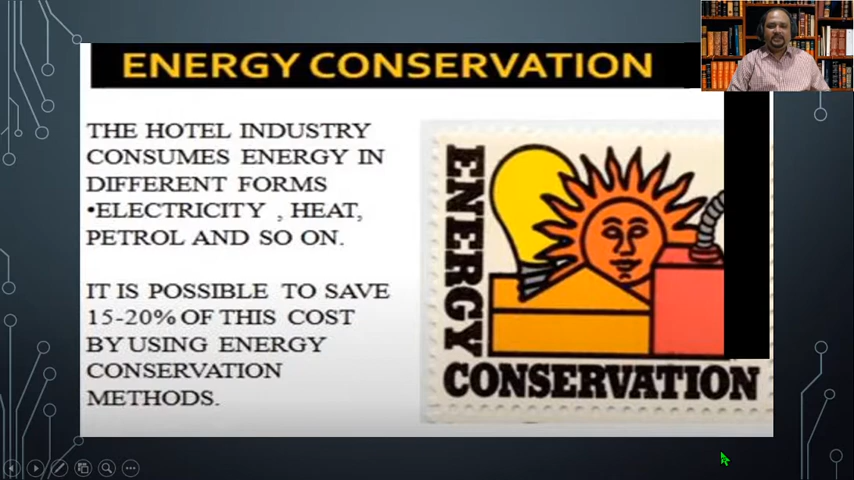 ENERGY CONSERVATION
THE HOTEL INDUSTRY
CONSUMES ENERGY IN
DIFFERENT FORMS
•ELECTRICITY , HEAT,
PETROL AND SO ON.
IT IS POSSIBLE TO SAVE
15-20% OF THIS COST
BY USING ENERGY
CONSERVATION
METHODS.
ENERGY
CONSERVATION